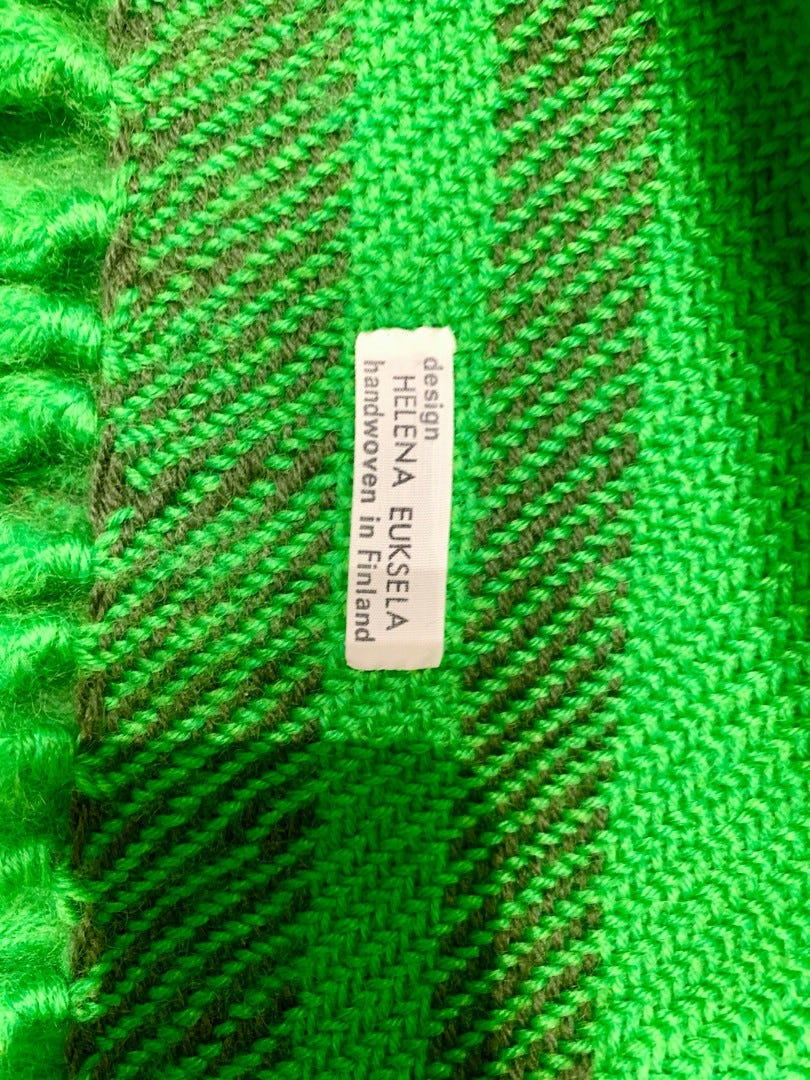 design
HELENA EUKSELA
handwoven in Finland